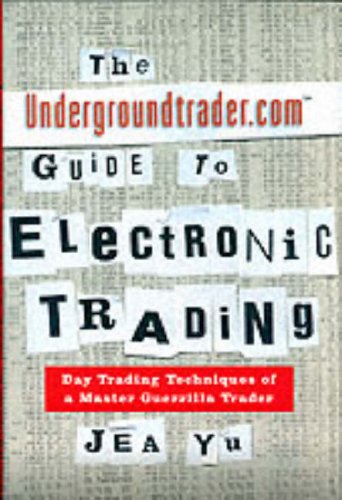 The
Undergroundtrader.com™
GUiDE To
ELectRONiC
TRADiNg
Day Trading Techniques of
a Master Guerrilla Trader
JEA Yu